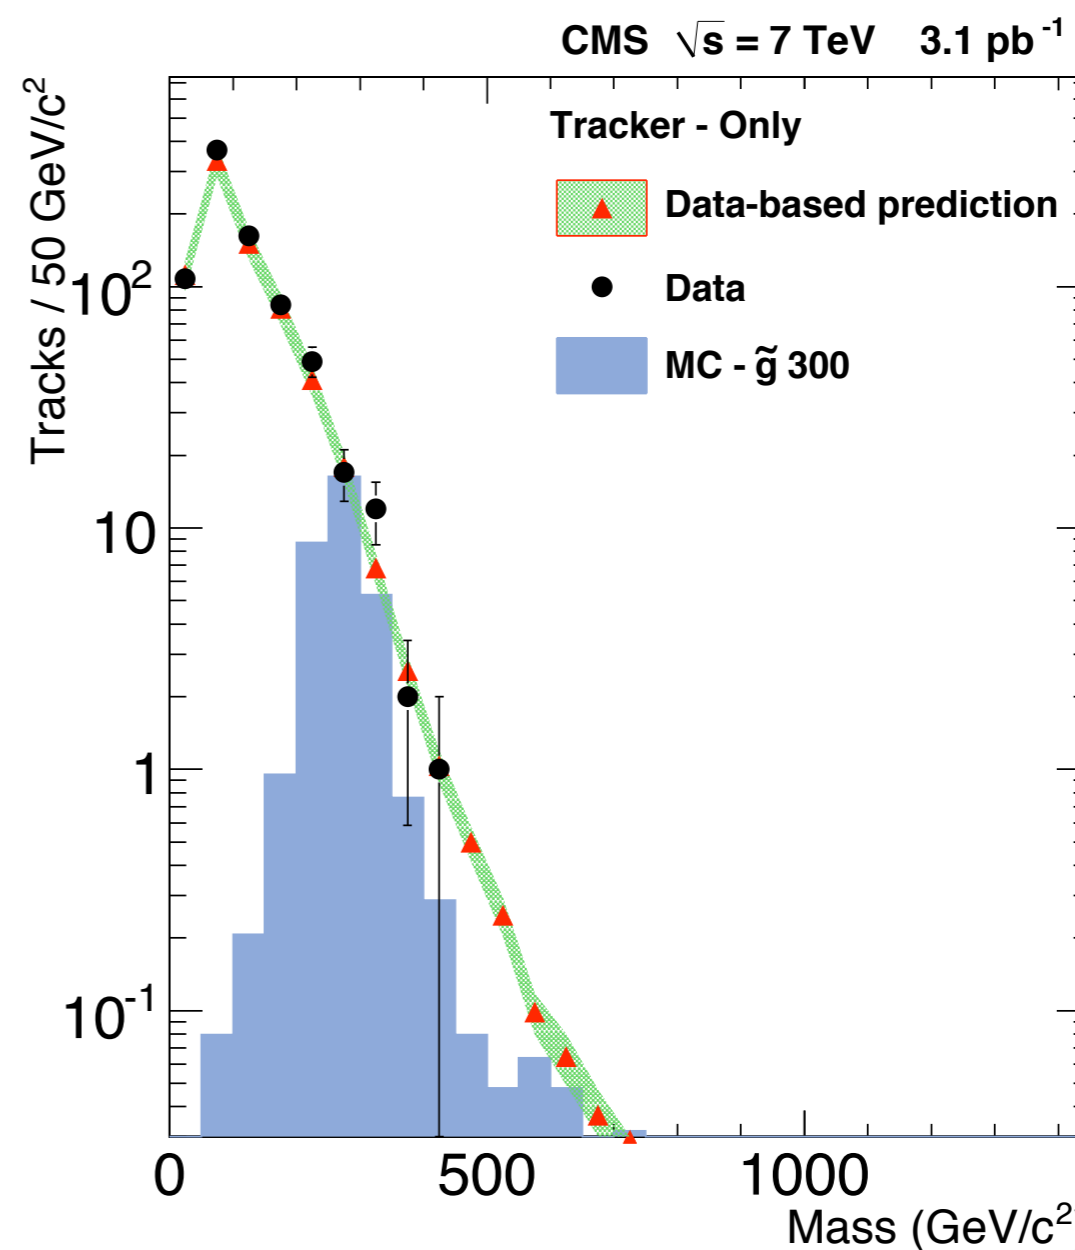 CMS √s = 7 TeV 3.1 pb⁻¹
Tracker - Only
Data-based prediction
Data
MC - g̃ 300
Tracks / 50 GeV/c²
10²
10
1
10⁻¹
0 500 1000
Mass (GeV/c²